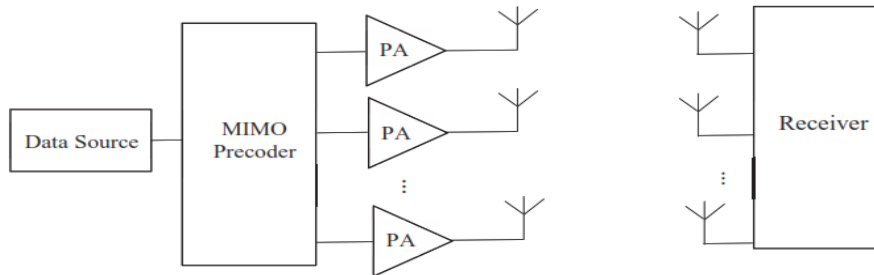 PA
Data Source
MIMO
Precoder
PA
...
PA
Receiver
...